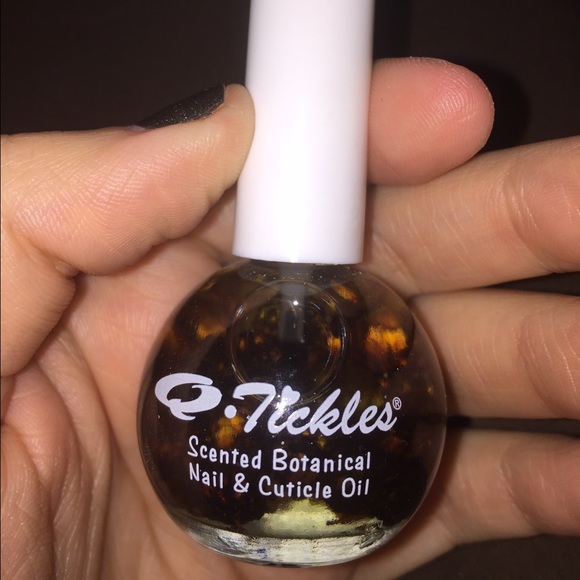 Q·Tickles®
Scented Botanical
Nail & Cuticle Oil